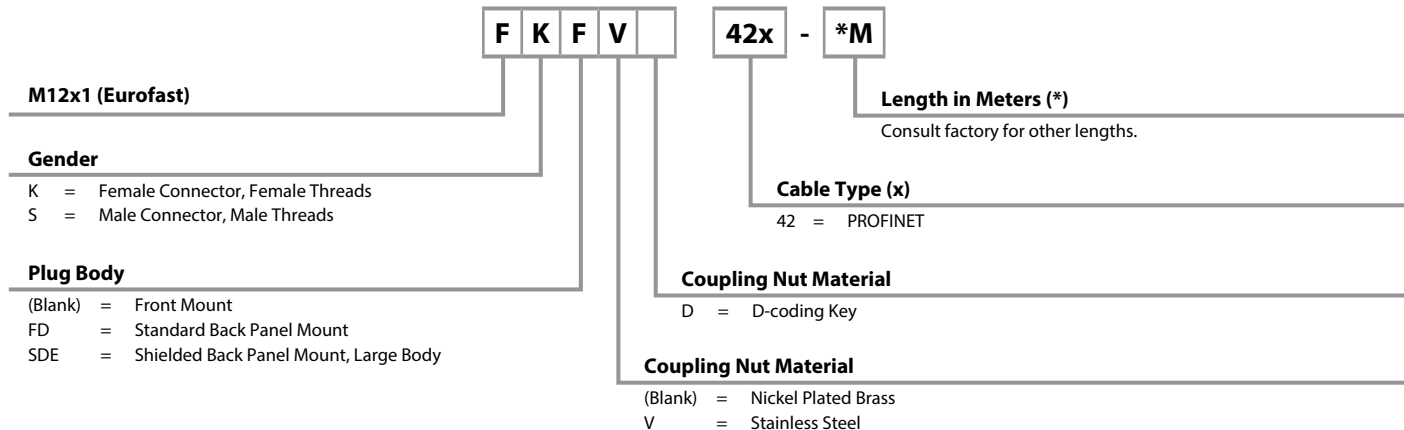 F K F V 42x - *M
M12x1 (Eurofast)
Length in Meters (*)
Consult factory for other lengths.
Gender
K = Female Connector, Female Threads
S = Male Connector, Male Threads
Cable Type (x)
42 = PROFINET
Plug Body
(Blank) = Front Mount
FD = Standard Back Panel Mount
SDE = Shielded Back Panel Mount, Large Body
Coupling Nut Material
D = D-coding Key
Coupling Nut Material
(Blank) = Nickel Plated Brass
V = Stainless Steel